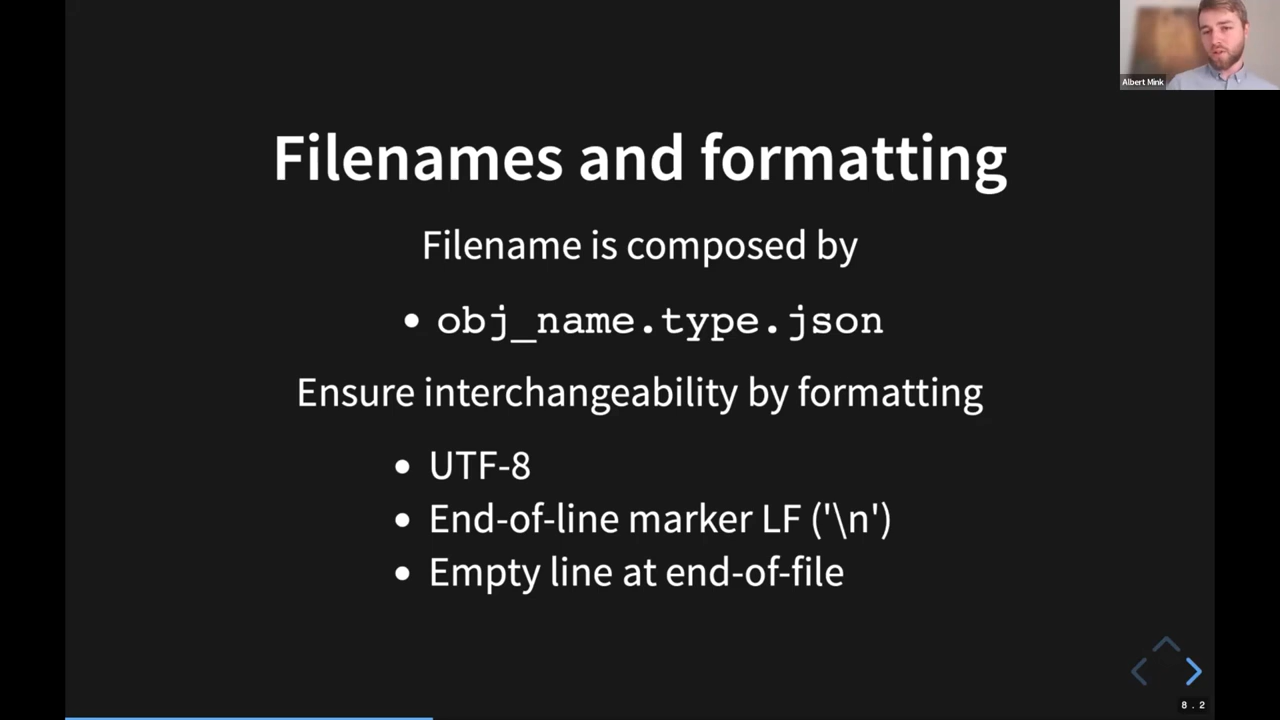 Albert Mink
Filenames and formatting
Filename is composed by
• obj_name.type.json
Ensure interchangeability by formatting
• UTF-8
• End-of-line marker LF ('\n')
• Empty line at end-of-file
8 . 2